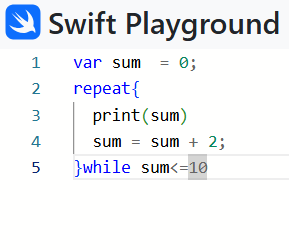 Swift Playground
1 var sum  = 0;
2 repeat{
3   print(sum)
4   sum = sum + 2;
5 }while sum<=10